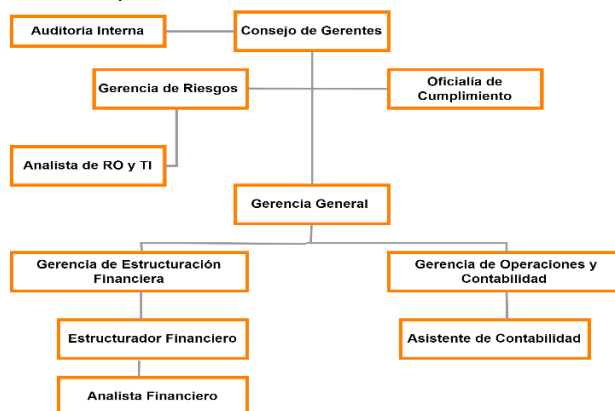 Auditoria Interna
Consejo de Gerentes
Gerencia de Riesgos
Oficialía de
Cumplimiento
Analista de RO y TI
Gerencia General
Gerencia de Estructuración
Financiera
Gerencia de Operaciones y
Contabilidad
Estructurador Financiero
Asistente de Contabilidad
Analista Financiero